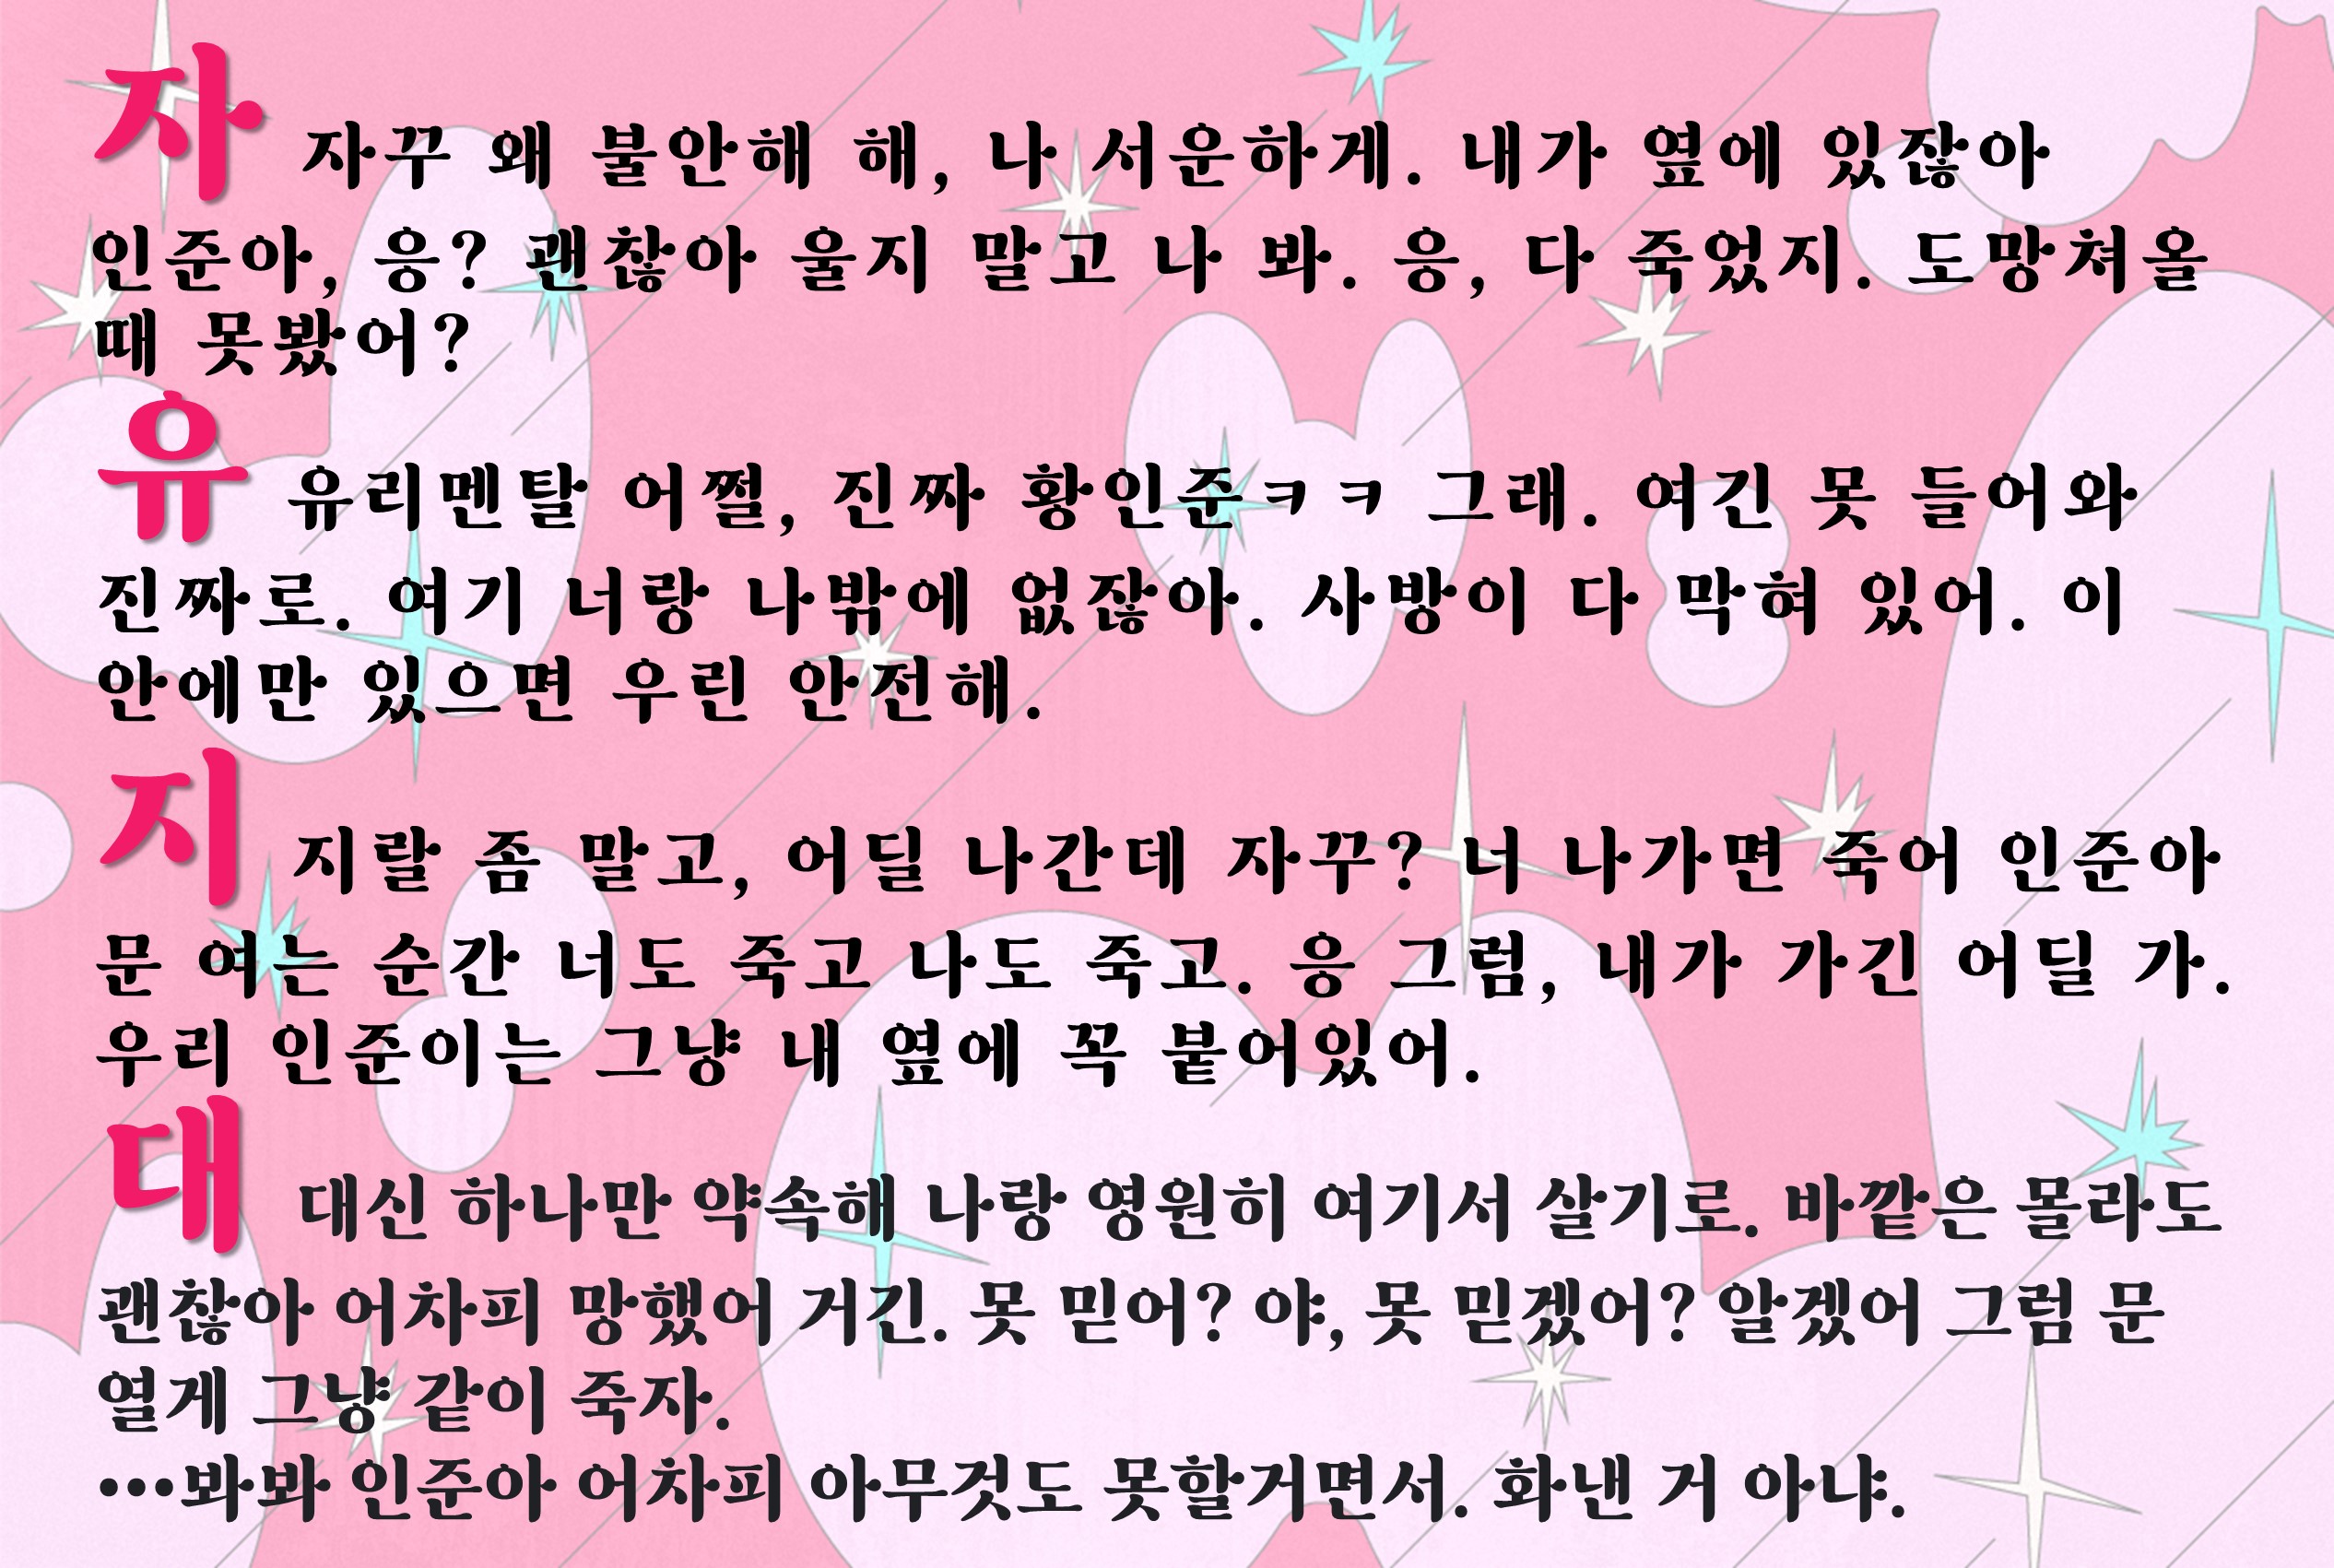 자 자꾸 왜 불안해 해, 나 서운하게. 내가 옆에 있잖아
인준아, 응? 괜찮아 울지 말고 나 봐. 응, 다 죽었지. 도망쳐올
때 못봤어?
유 유리멘탈 어쩔, 진짜 황인준ㅋㅋ 그래. 여긴 못 들어와
진짜로. 여기 너랑 나밖에 없잖아. 사방이 다 막혀 있어. 이
안에만 있으면 우린 안전해.
지 지랄 좀 말고, 어딜 나간데 자꾸? 너 나가면 죽어 인준아
문 여는 순간 너도 죽고 나도 죽고. 응 그럼, 내가 가긴 어딜 가.
우리 인준이는 그냥 내 옆에 꼭 붙어있어.
대 대신 하나만 약속해 나랑 영원히 여기서 살기로. 바깥은 몰라도
괜찮아 어차피 망했어 거긴. 못 믿어? 야, 못 믿겠어? 알겠어 그럼 문
열게 그냥 같이 죽자.
…봐봐 인준아 어차피 아무것도 못할거면서. 화낸 거 아냐.